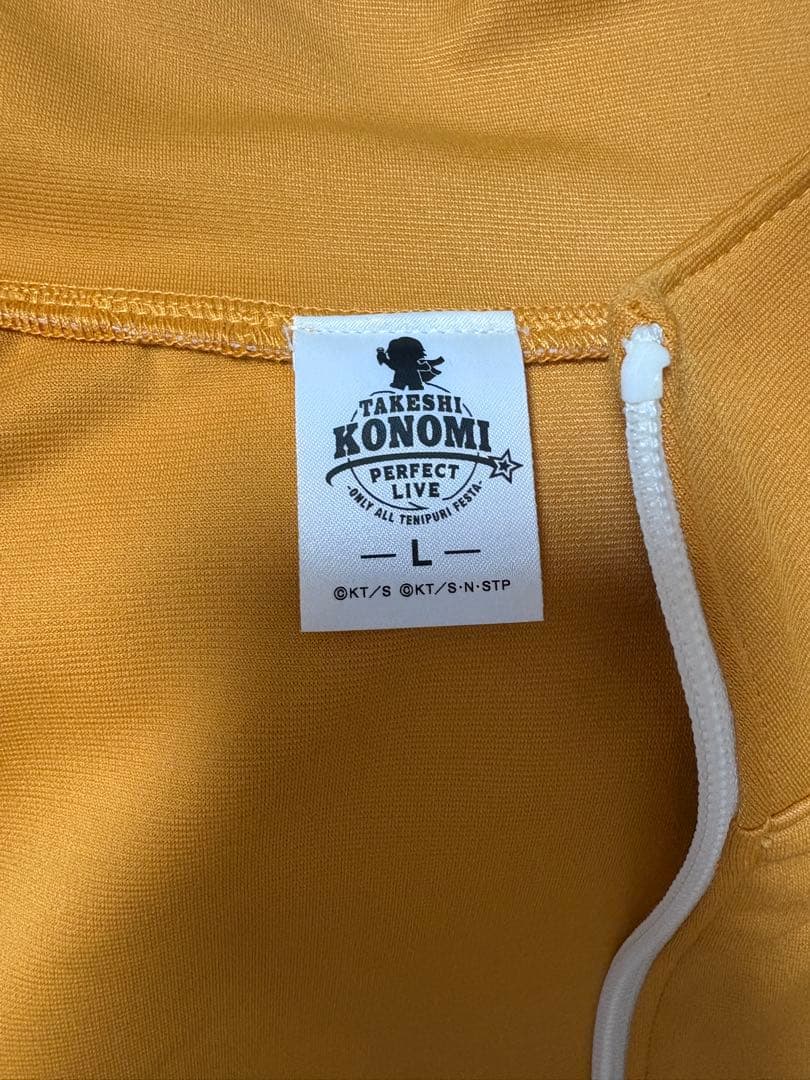 TAKESHI
KONOMI
PERFECT
LIVE
-ONLY ALL TENIPURI FESTA-
— L —
©KT/S ©KT/S·N·STP